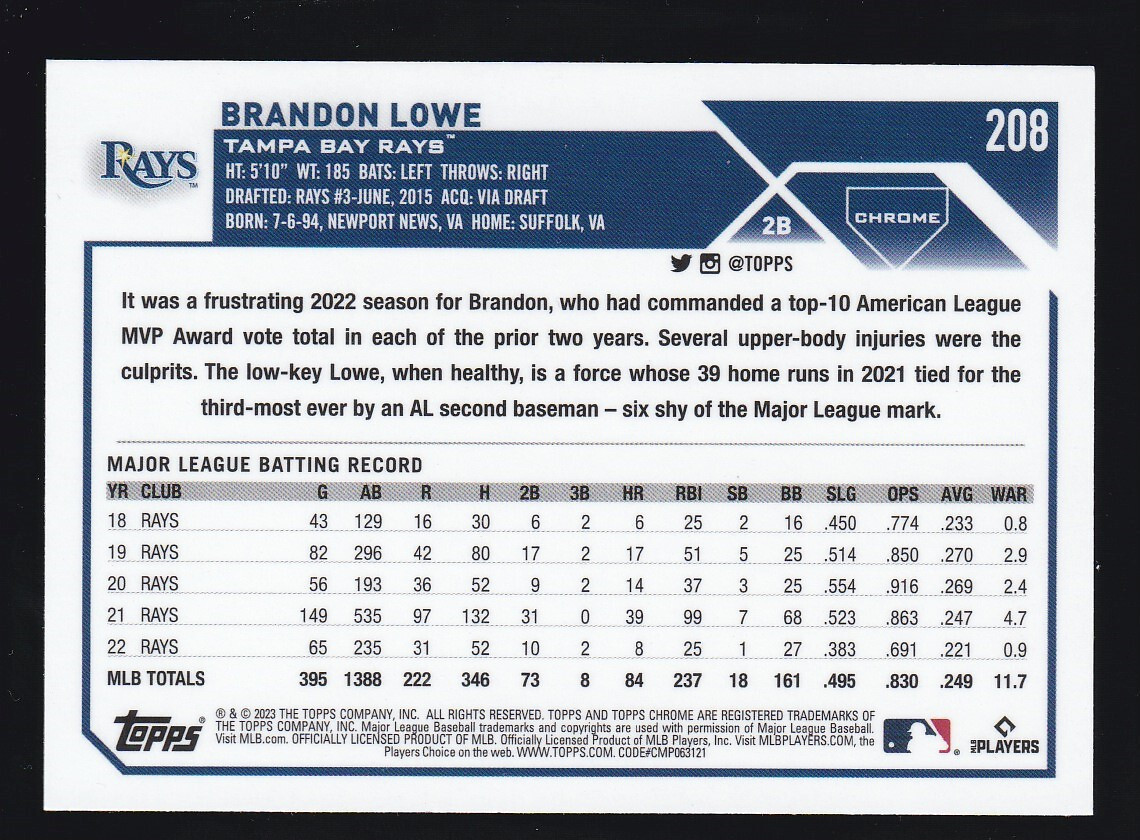 BRANDON LOWE
208
RAYS™
TAMPA BAY RAYS™
HT: 5'10" WT: 185 BATS: LEFT THROWS: RIGHT
DRAFTED: RAYS #3-JUNE, 2015 ACQ: VIA DRAFT
BORN: 7-6-94, NEWPORT NEWS, VA HOME: SUFFOLK, VA
2B
CHROME
@TOPPS
It was a frustrating 2022 season for Brandon, who had commanded a top-10 American League
MVP Award vote total in each of the prior two years. Several upper-body injuries were the
culprits. The low-key Lowe, when healthy, is a force whose 39 home runs in 2021 tied for the
third-most ever by an AL second baseman – six shy of the Major League mark.
MAJOR LEAGUE BATTING RECORD
YR CLUB G AB R H 2B 3B HR RBI SB BB SLG OPS AVG WAR
18 RAYS 43 129 16 30 6 2 6 25 2 16 .450 .774 .233 0.8
19 RAYS 82 296 42 80 17 2 17 51 5 25 .514 .850 .270 2.9
20 RAYS 56 193 36 52 9 2 14 37 3 25 .554 .916 .269 2.4
21 RAYS 149 535 97 132 31 0 39 99 7 68 .523 .863 .247 4.7
22 RAYS 65 235 31 52 10 2 8 25 1 27 .383 .691 .221 0.9
MLB TOTALS 395 1388 222 346 73 8 84 237 18 161 .495 .830 .249 11.7
Topps®
® & © 2023 THE TOPPS COMPANY, INC. ALL RIGHTS RESERVED. TOPPS AND TOPPS CHROME ARE REGISTERED TRADEMARKS OF
THE TOPPS COMPANY, INC. Major League Baseball trademarks and copyrights are used with permission of Major League Baseball.
Visit MLB.com. OFFICIALLY LICENSED PRODUCT OF MLB. Officially Licensed Product of MLB Players, Inc. Visit MLBPLAYERS.COM, the
Players Choice on the web. WWW.TOPPS.COM. CODE#CMP063121
®
MLB PLAYERS